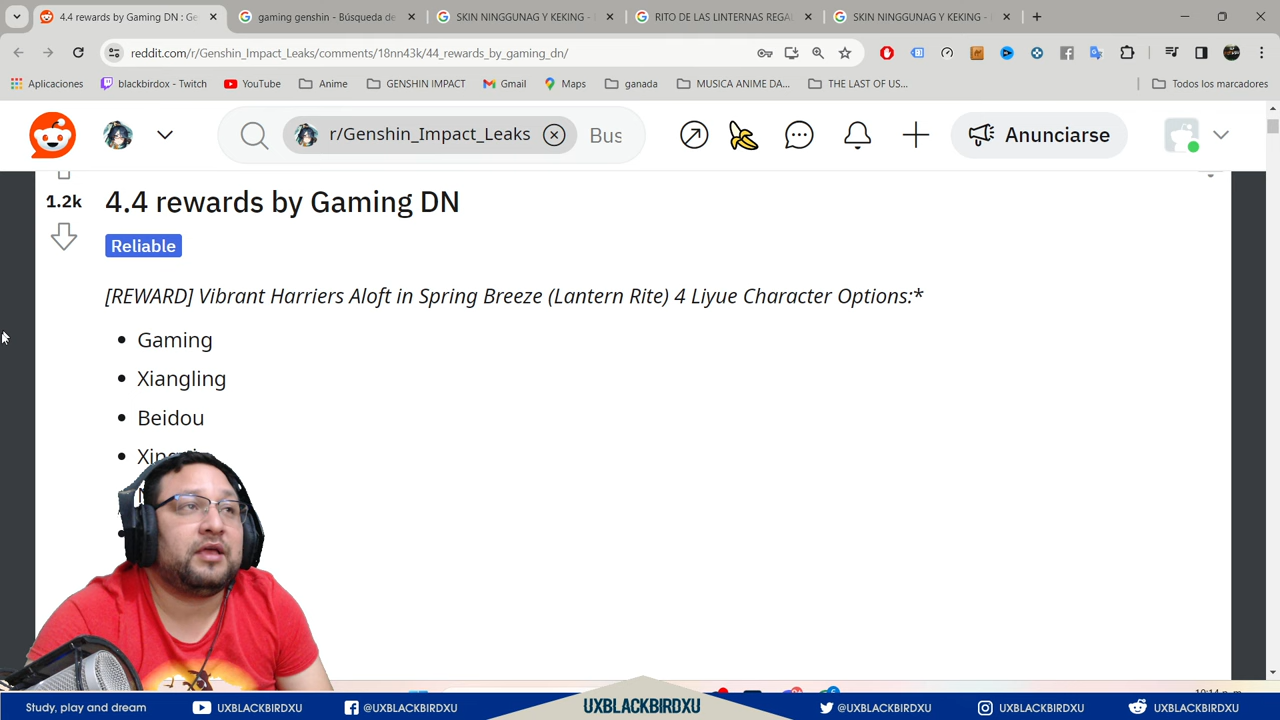 4.4 rewards by Gaming DN : Ge
gaming genshin - Búsqueda de
SKIN NINGGUNAG Y KEKING -
RITO DE LAS LINTERNAS REGAL
SKIN NINGGUNAG Y KEKING -
reddit.com/r/Genshin_Impact_Leaks/comments/18nn43k/44_rewards_by_gaming_dn/
Aplicaciones
blackbirdox - Twitch
YouTube
Anime
GENSHIN IMPACT
Gmail
Maps
ganada
MUSICA ANIME DA...
THE LAST OF US...
Todos los marcadores
r/Genshin_Impact_Leaks
Bus
Anunciarse
1.2k
4.4 rewards by Gaming DN
Reliable
[REWARD] Vibrant Harriers Aloft in Spring Breeze (Lantern Rite) 4 Liyue Character Options:*
• Gaming
• Xiangling
• Beidou
Study, play and dream
UXBLACKBIRDXU
@UXBLACKBIRDXU
UXBLACKBIRDXU
@UXBLACKBIRDXU
UXBLACKBIRDXU
UXBLACKBIRDXU